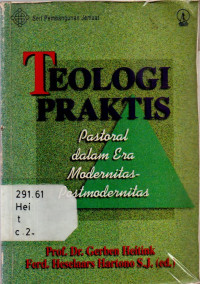 Seri Pembangunan Jemaat
TEOLOGI
PRAKTIS
Pastoral
dalam Era
Modernitas-
Postmodernitas
291.61
Hei
t
c.2.
Prof. Dr. Gerben Heitink
Ferd. Heselaars Hartono S.J. (ed.)